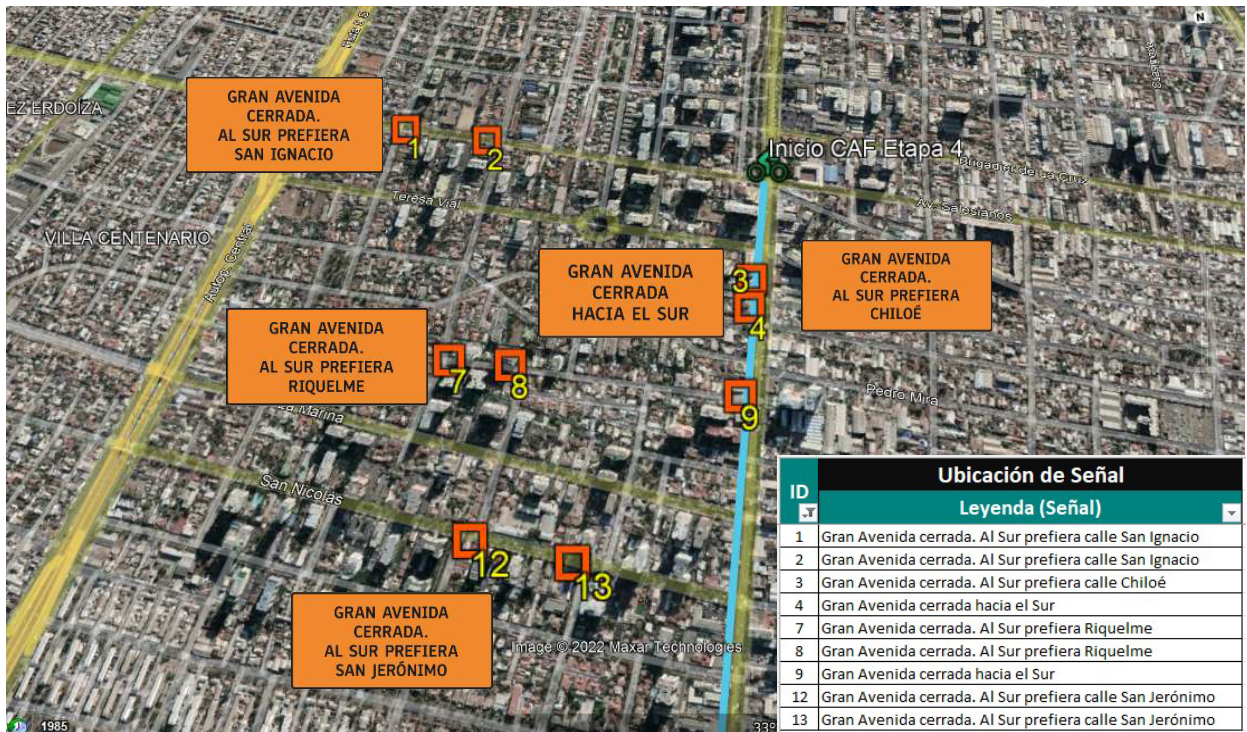 N
EZ ERDOÍZA
GRAN AVENIDA
CERRADA.
AL SUR PREFIERA
SAN IGNACIO
1
2
Inicio CAF Etapa 4
Brigadier de la Cruz
Av. Salesianos
Teresa Vial
VILLA CENTENARIO
Autop. Central
GRAN AVENIDA
CERRADA
HACIA EL SUR
3
4
GRAN AVENIDA
CERRADA.
AL SUR PREFIERA
CHILOÉ
GRAN AVENIDA
CERRADA.
AL SUR PREFIERA
RIQUELME
7
8
9
Pedro Mira
La Marina
San Nicolás
12
13
GRAN AVENIDA
CERRADA.
AL SUR PREFIERA
SAN JERÓNIMO
Image © 2022 Maxar Technologies
1985
33°
ID Ubicación de Señal
Leyenda (Señal)
1 Gran Avenida cerrada. Al Sur prefiera calle San Ignacio
2 Gran Avenida cerrada. Al Sur prefiera calle San Ignacio
3 Gran Avenida cerrada. Al Sur prefiera calle Chiloé
4 Gran Avenida cerrada hacia el Sur
7 Gran Avenida cerrada. Al Sur prefiera Riquelme
8 Gran Avenida cerrada. Al Sur prefiera Riquelme
9 Gran Avenida cerrada hacia el Sur
12 Gran Avenida cerrada. Al Sur prefiera calle San Jerónimo
13 Gran Avenida cerrada. Al Sur prefiera calle San Jerónimo